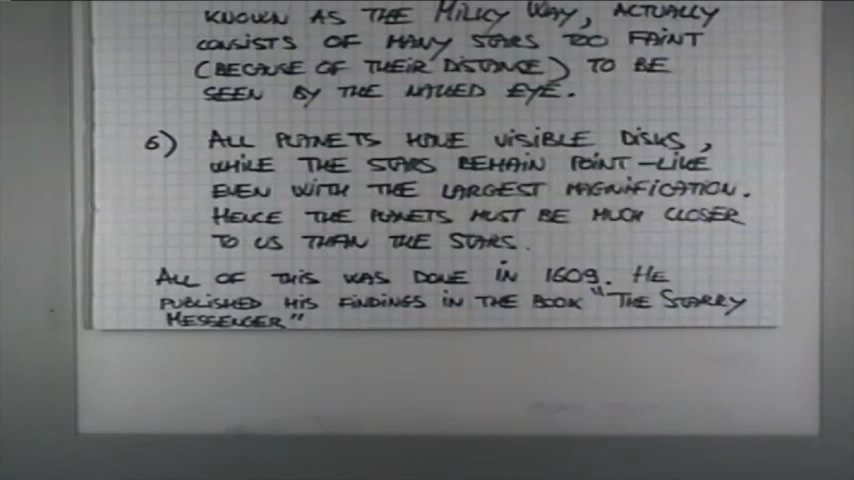 KNOWN AS THE MILKY WAY, ACTUALLY
CONSISTS OF MANY STARS TOO FAINT
(BECAUSE OF THEIR DISTANCE) TO BE
SEEN BY THE NAKED EYE.
6) ALL PLANETS HAVE VISIBLE DISKS,
WHILE THE STARS REMAIN POINT-LIKE
EVEN WITH THE LARGEST MAGNIFICATION.
HENCE THE PLANETS MUST BE MUCH CLOSER
TO US THAN THE STARS.
ALL OF THIS WAS DONE IN 1609. HE
PUBLISHED HIS FINDINGS IN THE BOOK "THE STARRY
MESSENGER"